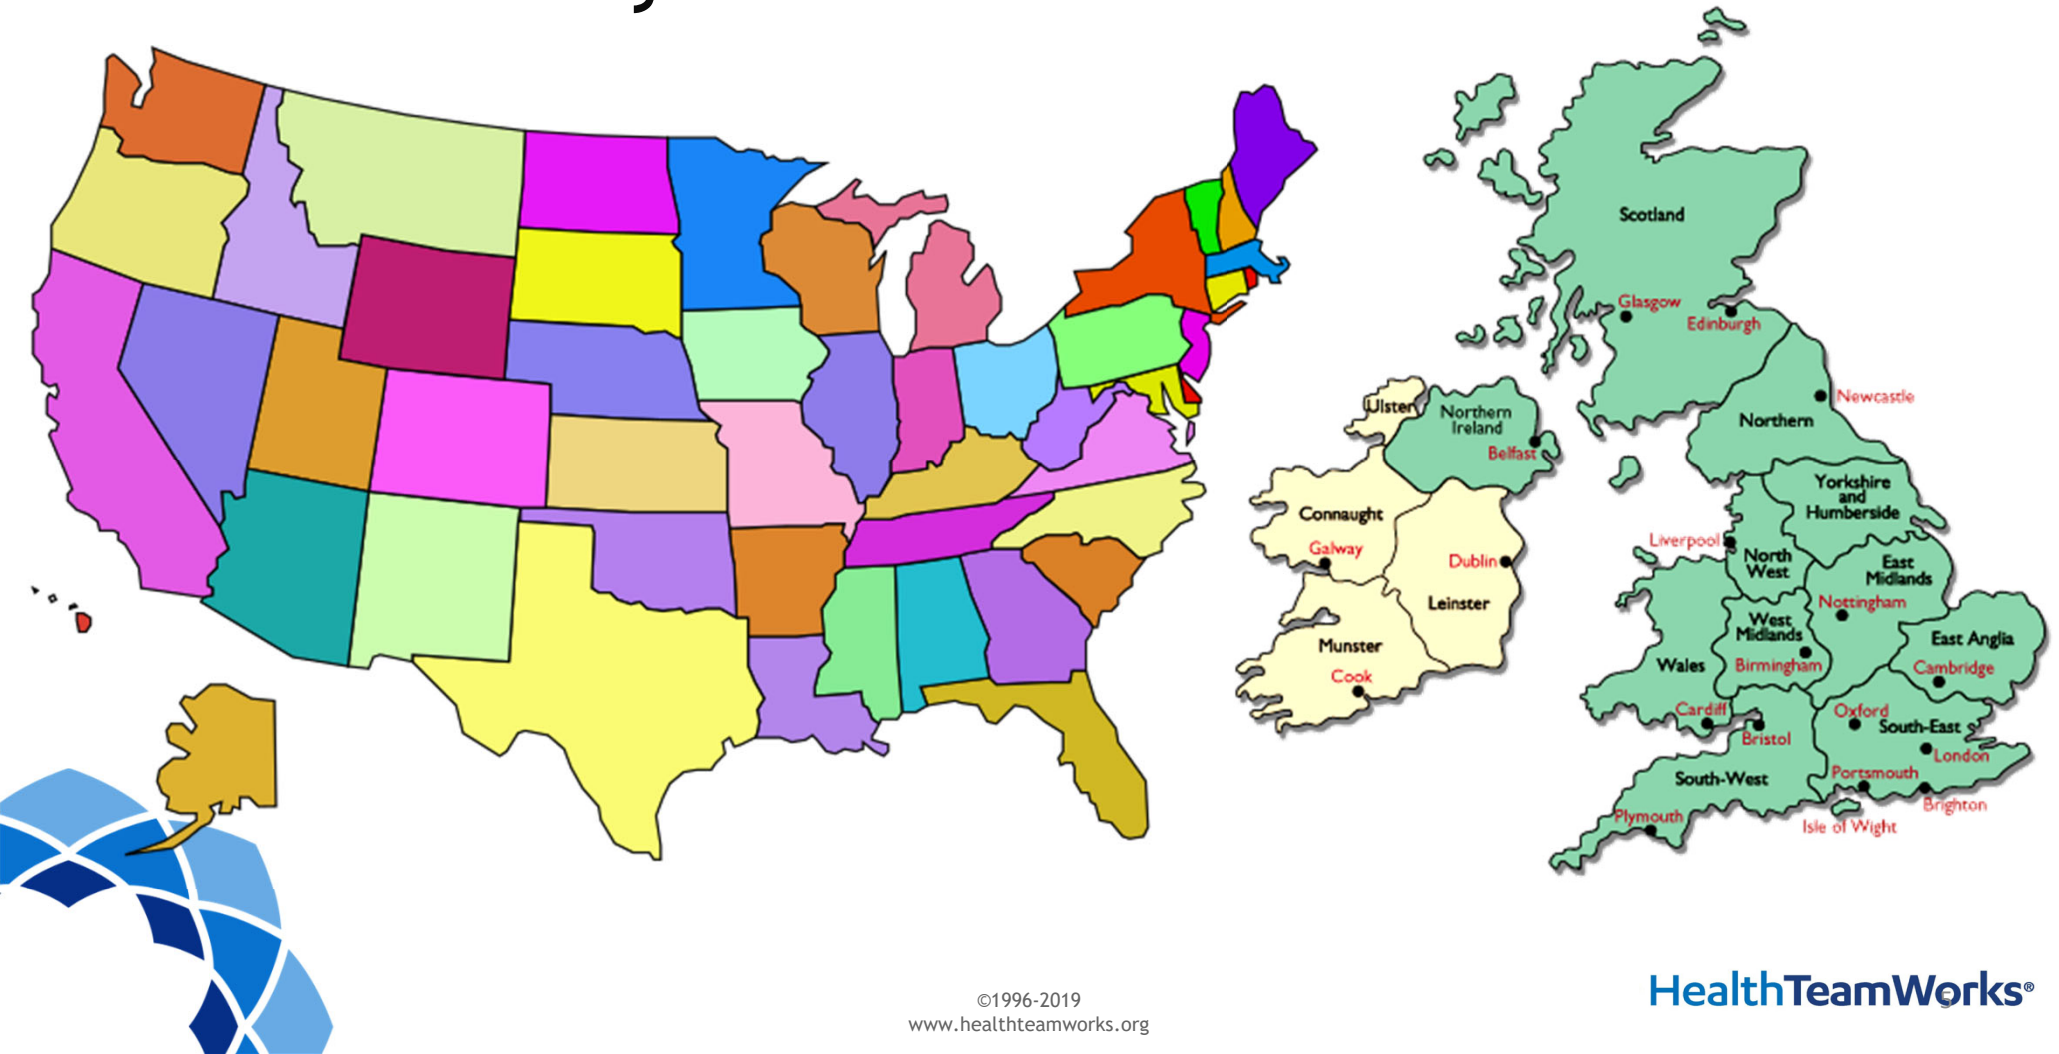 Scotland
Glasgow
Edinburgh
Newcastle
Northern
Ulster
Northern
Ireland
Belfast
Yorkshire
and
Humberside
Connaught
Galway
Dublin
Leinster
Liverpool
North
West
East
Midlands
Nottingham
West
Midlands
Birmingham
East Anglia
Cambridge
Munster
Cook
Wales
Cardiff
Bristol
Oxford
South-East
London
South-West
Portsmouth
Brighton
Plymouth
Isle of Wight
©1996-2019
www.healthteamworks.org
HealthTeamWorks®
5